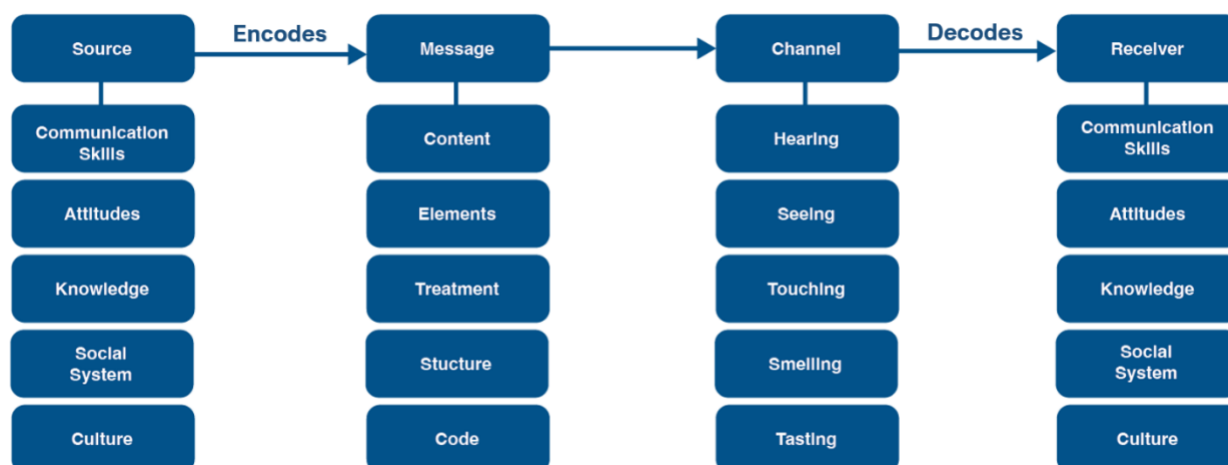 Source
Encodes
Message
Channel
Decodes
Receiver
Communication
Skills
Content
Hearing
Communication
Skills
Attitudes
Elements
Seeing
Attitudes
Knowledge
Treatment
Touching
Knowledge
Social
System
Stucture
Smelling
Social
System
Culture
Code
Tasting
Culture